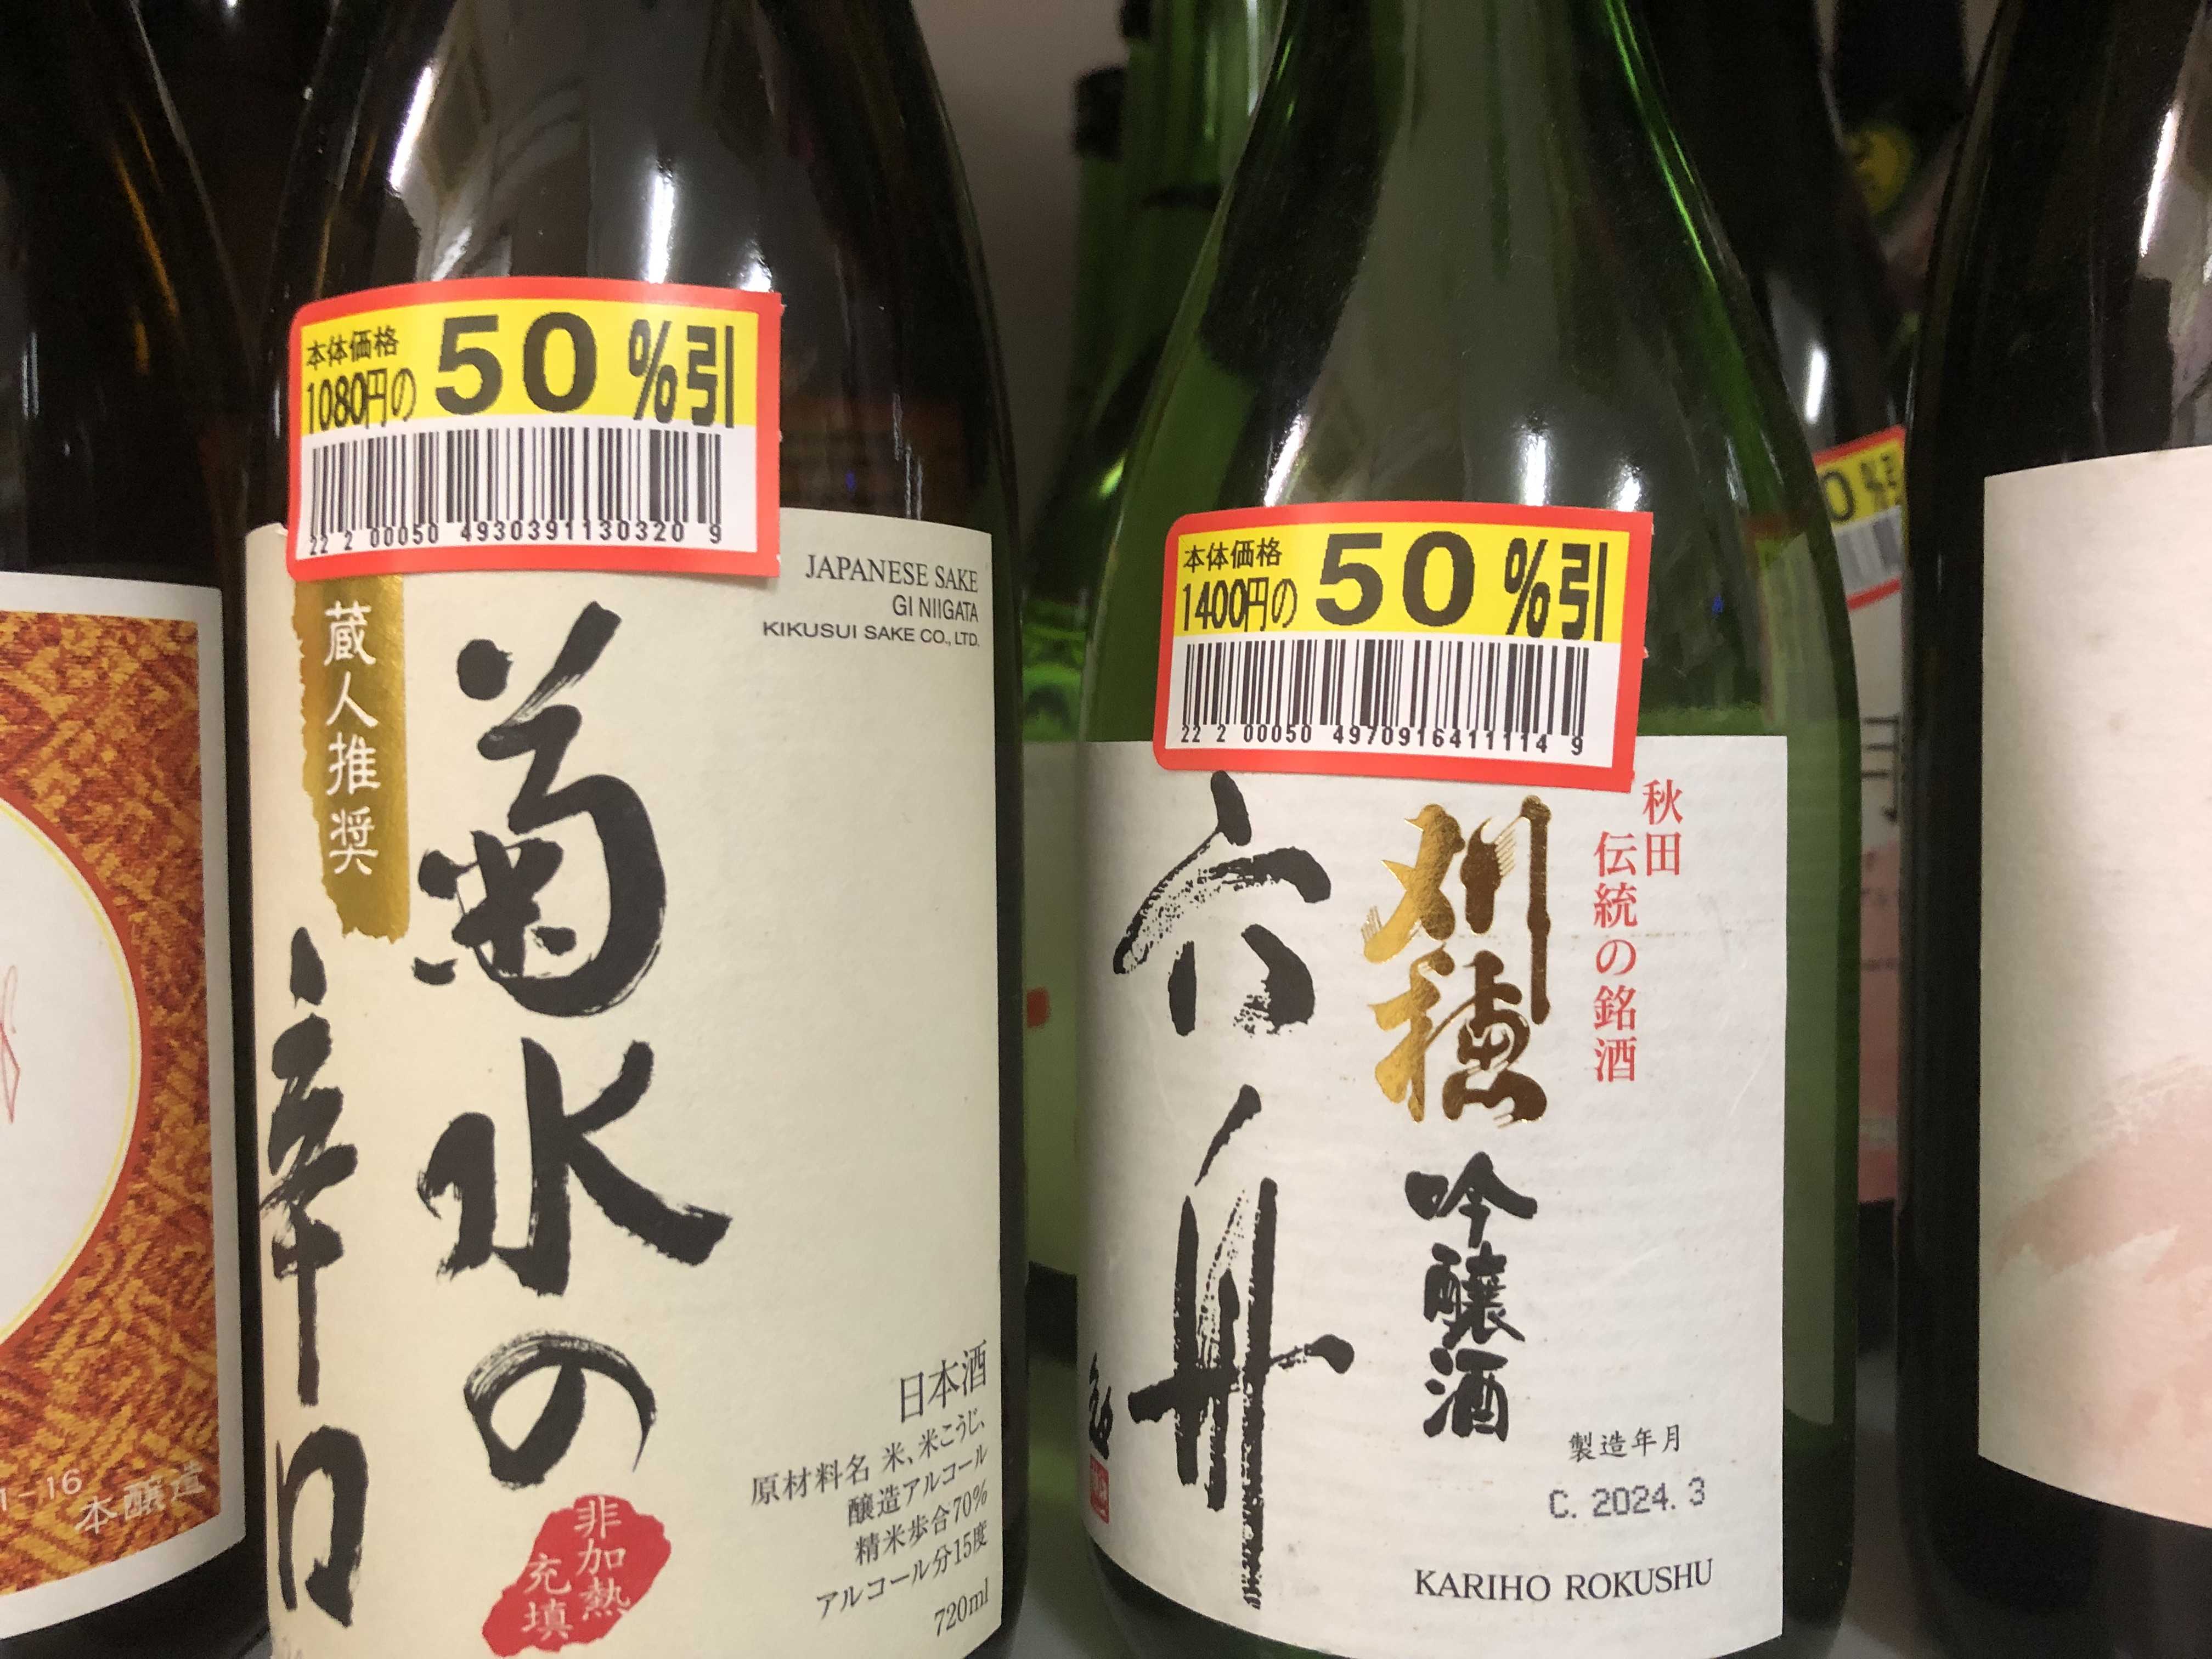 1-16
本醸造
本体価格
1080円の
50%引
22 2 00050 4930391130320 9
JAPANESE SAKE
GI NIIGATA
KIKUSUI SAKE CO., LTD.
蔵人推奨
菊水の
辛口
日本酒
原材料名 米、米こうじ、
醸造アルコール
精米歩合70%
アルコール分15度
720ml
非加熱
充填
本体価格
1400円の
50%引
22 2 00050 4970916411114 9
秋田
伝統の銘酒
刈穂
吟醸酒
六舟
製造年月
C. 2024. 3
KARIHO ROKUSHU
0%引